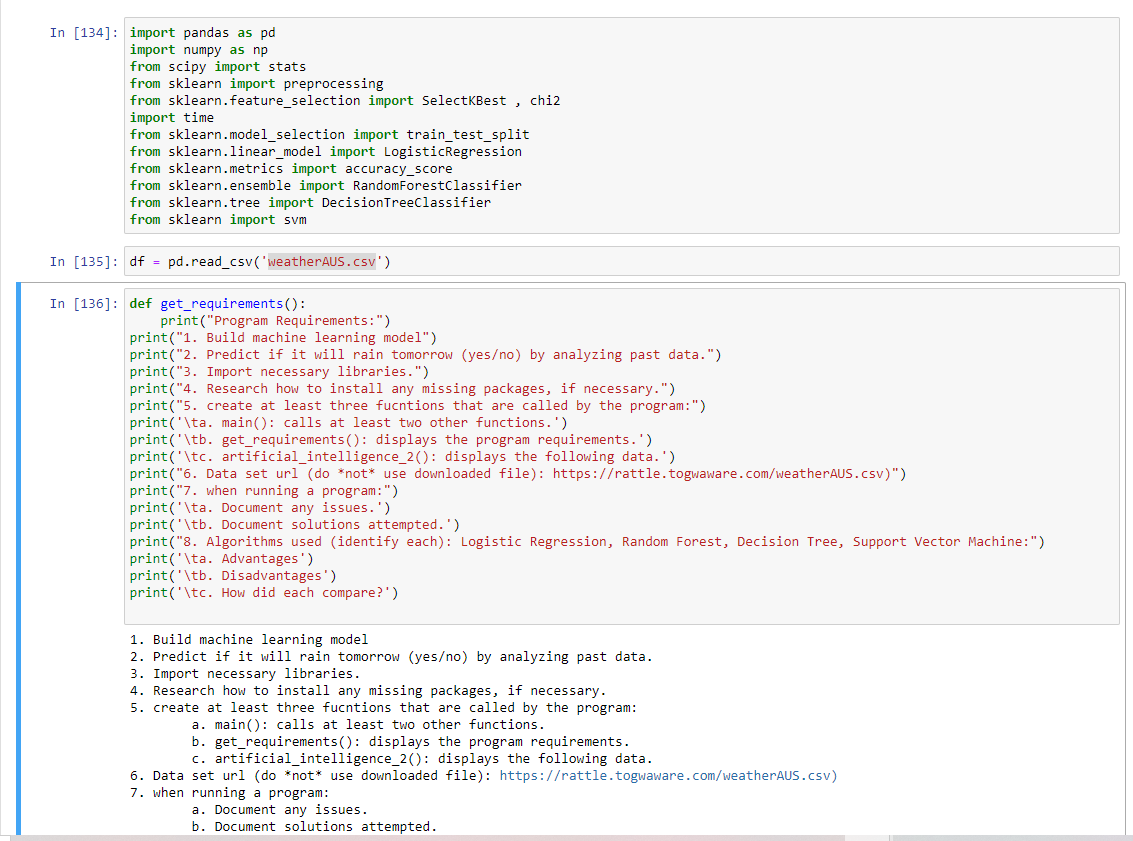 In [134]: import pandas as pd
import numpy as np
from scipy import stats
from sklearn import preprocessing
from sklearn.feature_selection import SelectKBest , chi2
import time
from sklearn.model_selection import train_test_split
from sklearn.linear_model import LogisticRegression
from sklearn.metrics import accuracy_score
from sklearn.ensemble import RandomForestClassifier
from sklearn.tree import DecisionTreeClassifier
from sklearn import svm
In [135]: df = pd.read_csv('weatherAUS.csv')
In [136]: def get_requirements():
    print("Program Requirements:")
print("1. Build machine learning model")
print("2. Predict if it will rain tomorrow (yes/no) by analyzing past data.")
print("3. Import necessary libraries.")
print("4. Research how to install any missing packages, if necessary.")
print("5. create at least three fucntions that are called by the program:")
print('\ta. main(): calls at least two other functions.')
print('\tb. get_requirements(): displays the program requirements.')
print('\tc. artificial_intelligence_2(): displays the following data.')
print("6. Data set url (do *not* use downloaded file): https://rattle.togwaware.com/weatherAUS.csv)")
print("7. when running a program:")
print('\ta. Document any issues.')
print('\tb. Document solutions attempted.')
print("8. Algorithms used (identify each): Logistic Regression, Random Forest, Decision Tree, Support Vector Machine:")
print('\ta. Advantages')
print('\tb. Disadvantages')
print('\tc. How did each compare?')
1. Build machine learning model
2. Predict if it will rain tomorrow (yes/no) by analyzing past data.
3. Import necessary libraries.
4. Research how to install any missing packages, if necessary.
5. create at least three fucntions that are called by the program:
        a. main(): calls at least two other functions.
        b. get_requirements(): displays the program requirements.
        c. artificial_intelligence_2(): displays the following data.
6. Data set url (do *not* use downloaded file): https://rattle.togwaware.com/weatherAUS.csv)
7. when running a program:
        a. Document any issues.
        b. Document solutions attempted.